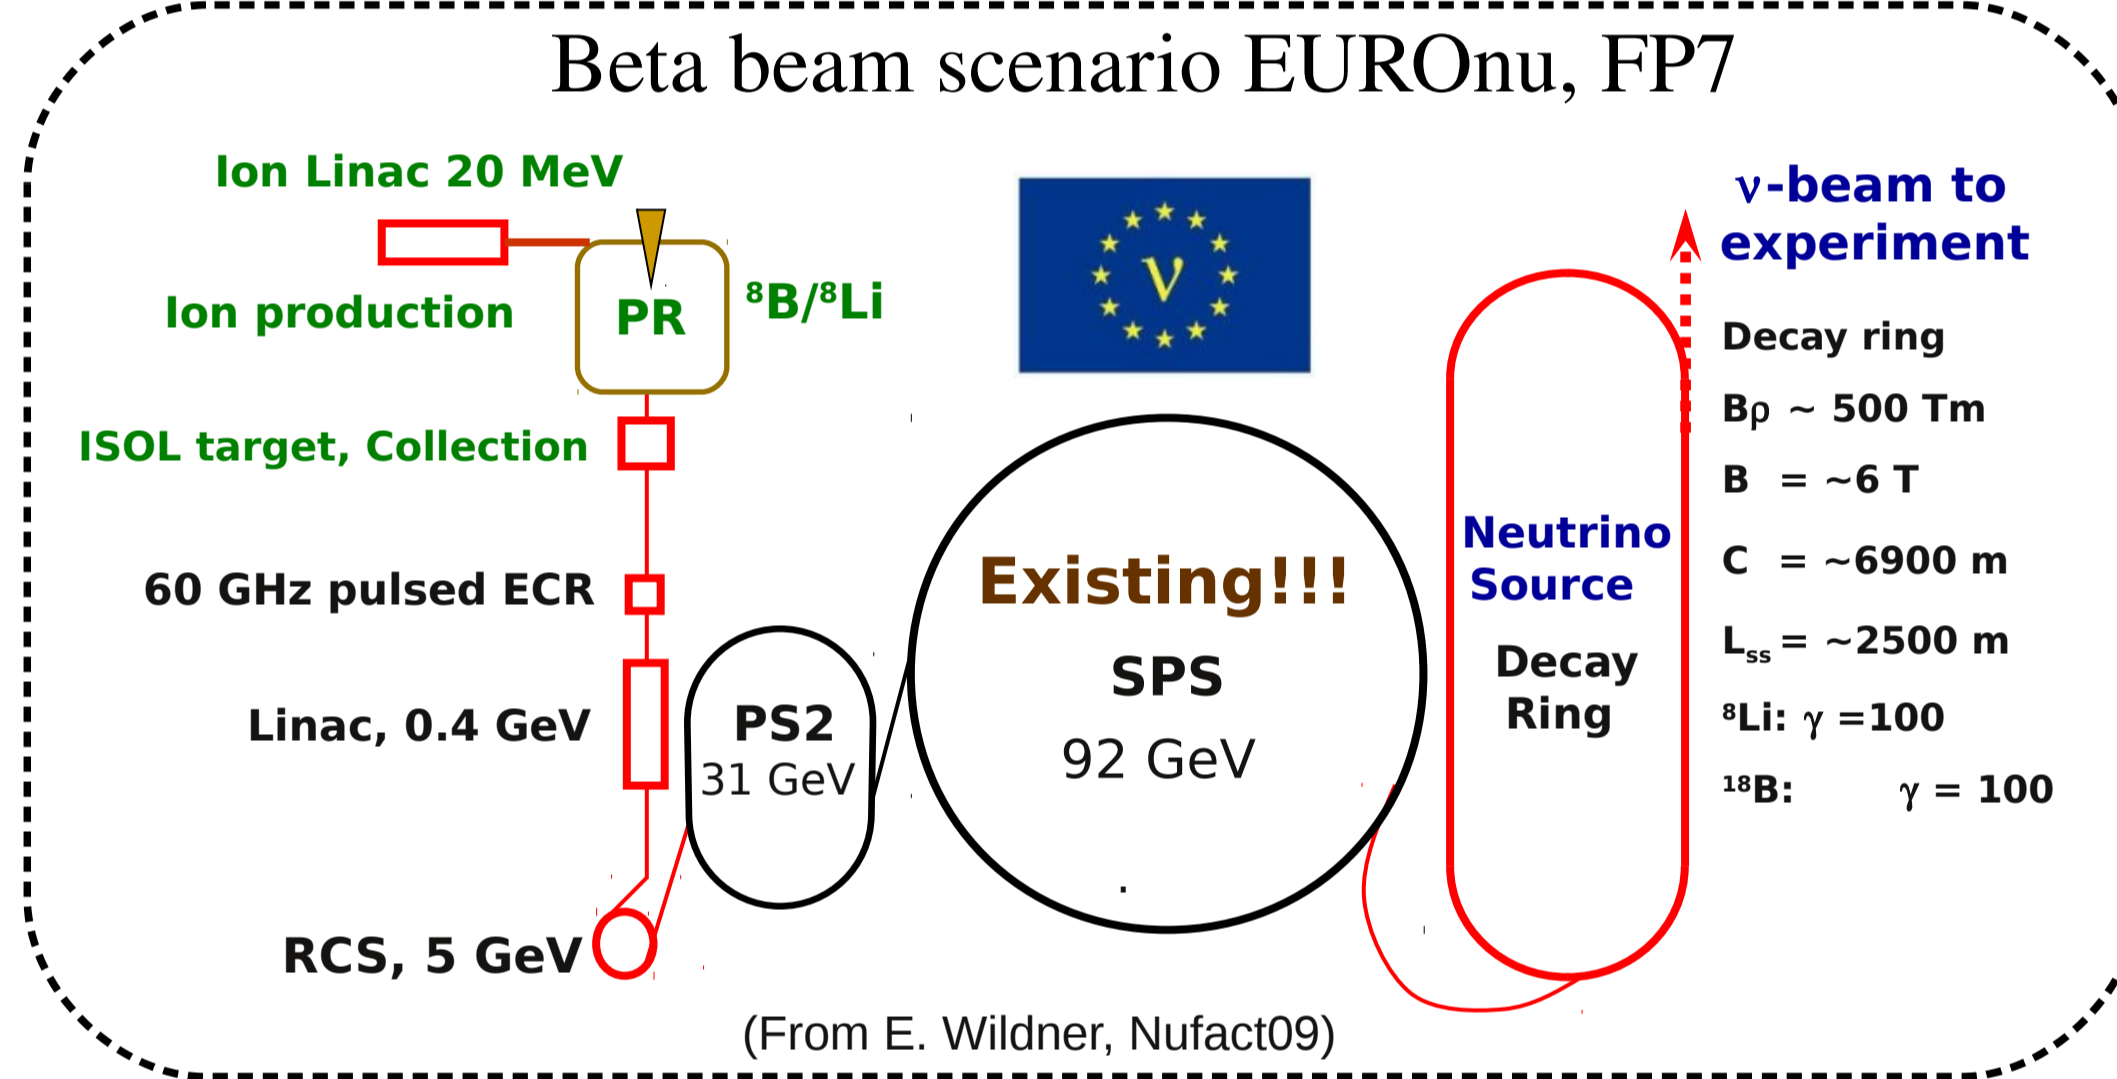 Beta beam scenario EUROnu, FP7
Ion Linac 20 MeV
Ion production
PR
⁸B/⁸Li
ISOL target, Collection
60 GHz pulsed ECR
Linac, 0.4 GeV
RCS, 5 GeV
PS2
31 GeV
ν
Existing!!!
SPS
92 GeV
Neutrino
Source
Decay
Ring
ν-beam to
experiment
Decay ring
Bρ ~ 500 Tm
B = ~6 T
C = ~6900 m
Lss = ~2500 m
⁸Li: γ =100
¹⁸B: γ = 100
(From E. Wildner, Nufact09)